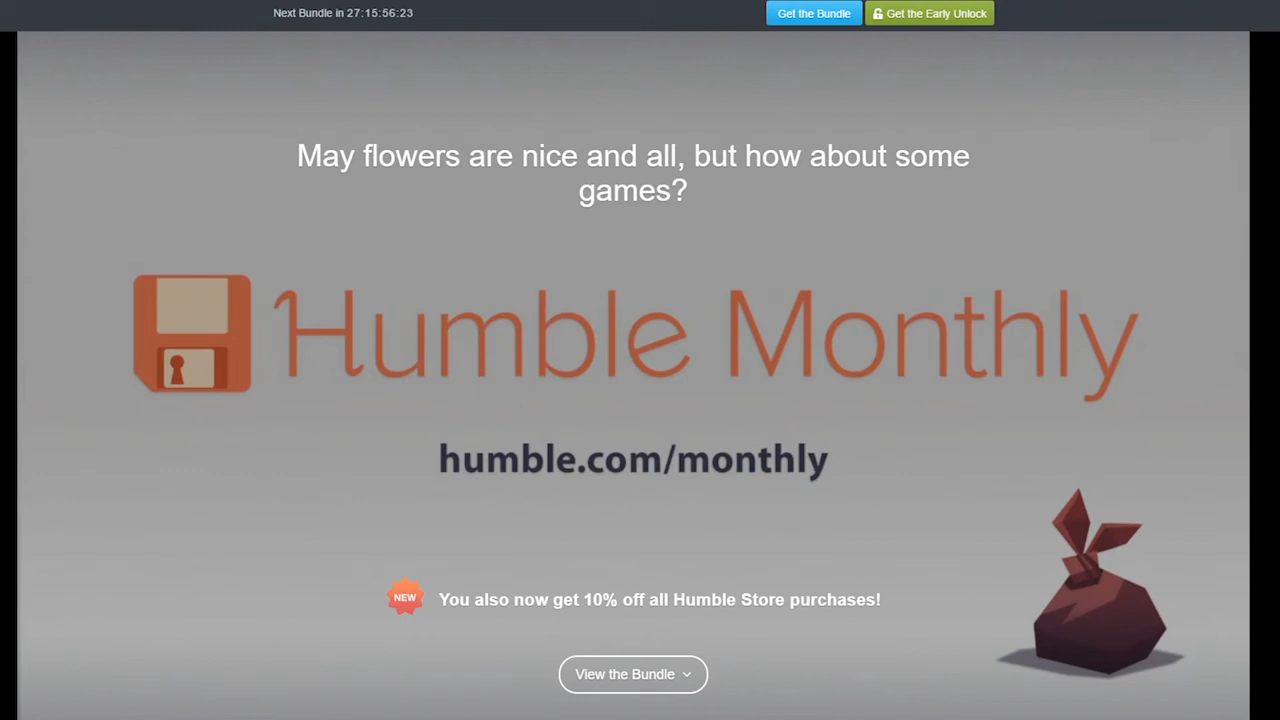 Next Bundle in 27:15:56:23
Get the Bundle
Get the Early Unlock
May flowers are nice and all, but how about some
games?
Humble Monthly
humble.com/monthly
NEW
You also now get 10% off all Humble Store purchases!
View the Bundle